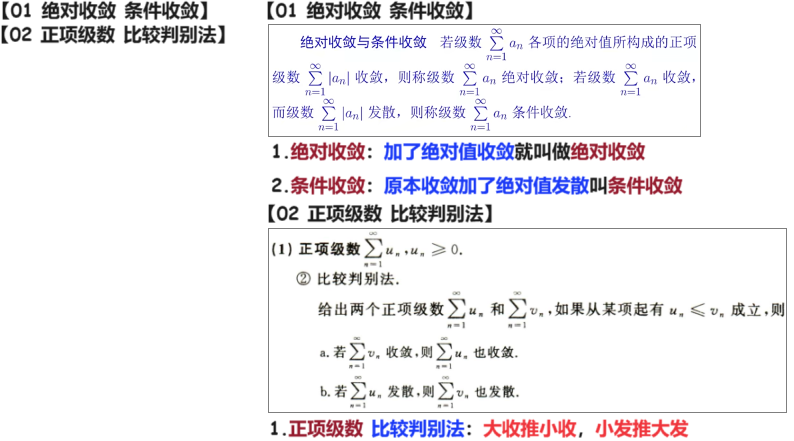 【01 绝对收敛 条件收敛】
【02 正项级数 比较判别法】
【01 绝对收敛 条件收敛】
绝对收敛与条件收敛 若级数 $\sum_{n=1}^{\infty} a_n$ 各项的绝对值所构成的正项
级数 $\sum_{n=1}^{\infty} |a_n|$ 收敛，则称级数 $\sum_{n=1}^{\infty} a_n$ 绝对收敛；若级数 $\sum_{n=1}^{\infty} a_n$ 收敛，
而级数 $\sum_{n=1}^{\infty} |a_n|$ 发散，则称级数 $\sum_{n=1}^{\infty} a_n$ 条件收敛.
1.绝对收敛：加了绝对值收敛就叫做绝对收敛
2.条件收敛：原本收敛加了绝对值发散叫条件收敛
【02 正项级数 比较判别法】
(1) 正项级数 $\sum_{n=1}^{\infty} u_n, u_n \geqslant 0$.
② 比较判别法.
给出两个正项级数 $\sum_{n=1}^{\infty} u_n$ 和 $\sum_{n=1}^{\infty} v_n$,如果从某项起有 $u_n \leqslant v_n$ 成立,则
a. 若 $\sum_{n=1}^{\infty} v_n$ 收敛,则 $\sum_{n=1}^{\infty} u_n$ 也收敛.
b. 若 $\sum_{n=1}^{\infty} u_n$ 发散,则 $\sum_{n=1}^{\infty} v_n$ 也发散.
1.正项级数 比较判别法：大收推小收，小发推大发